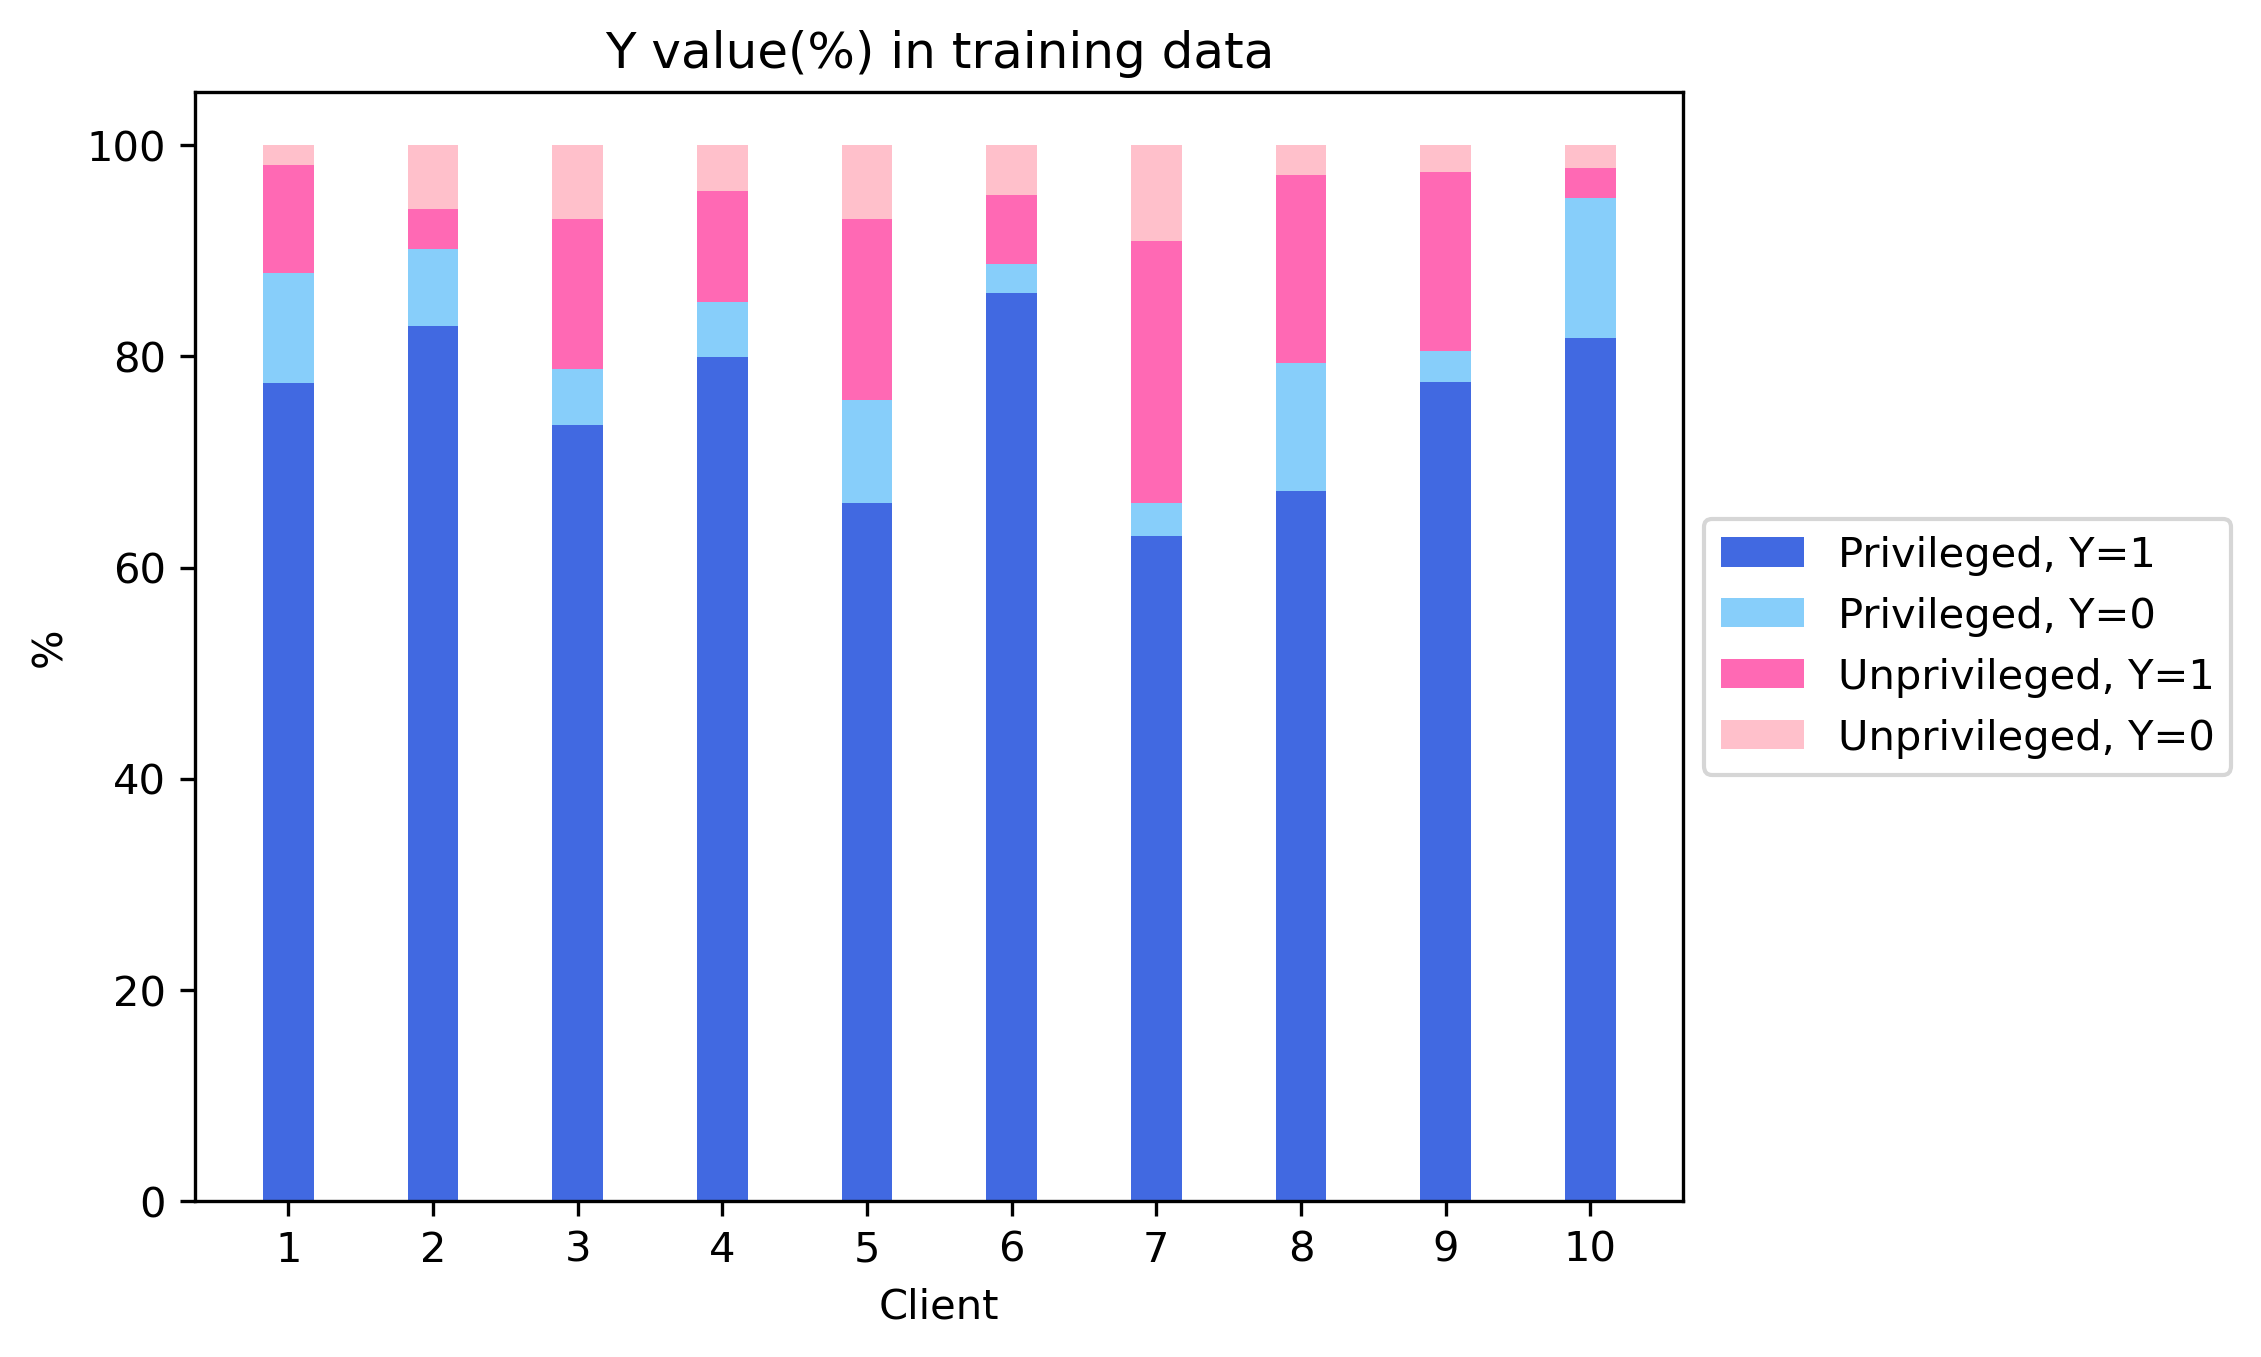 Y value(%) in training data
100
80
60
40
20
0
%
1 2 3 4 5 6 7 8 9 10
Client
Privileged, Y=1
Privileged, Y=0
Unprivileged, Y=1
Unprivileged, Y=0